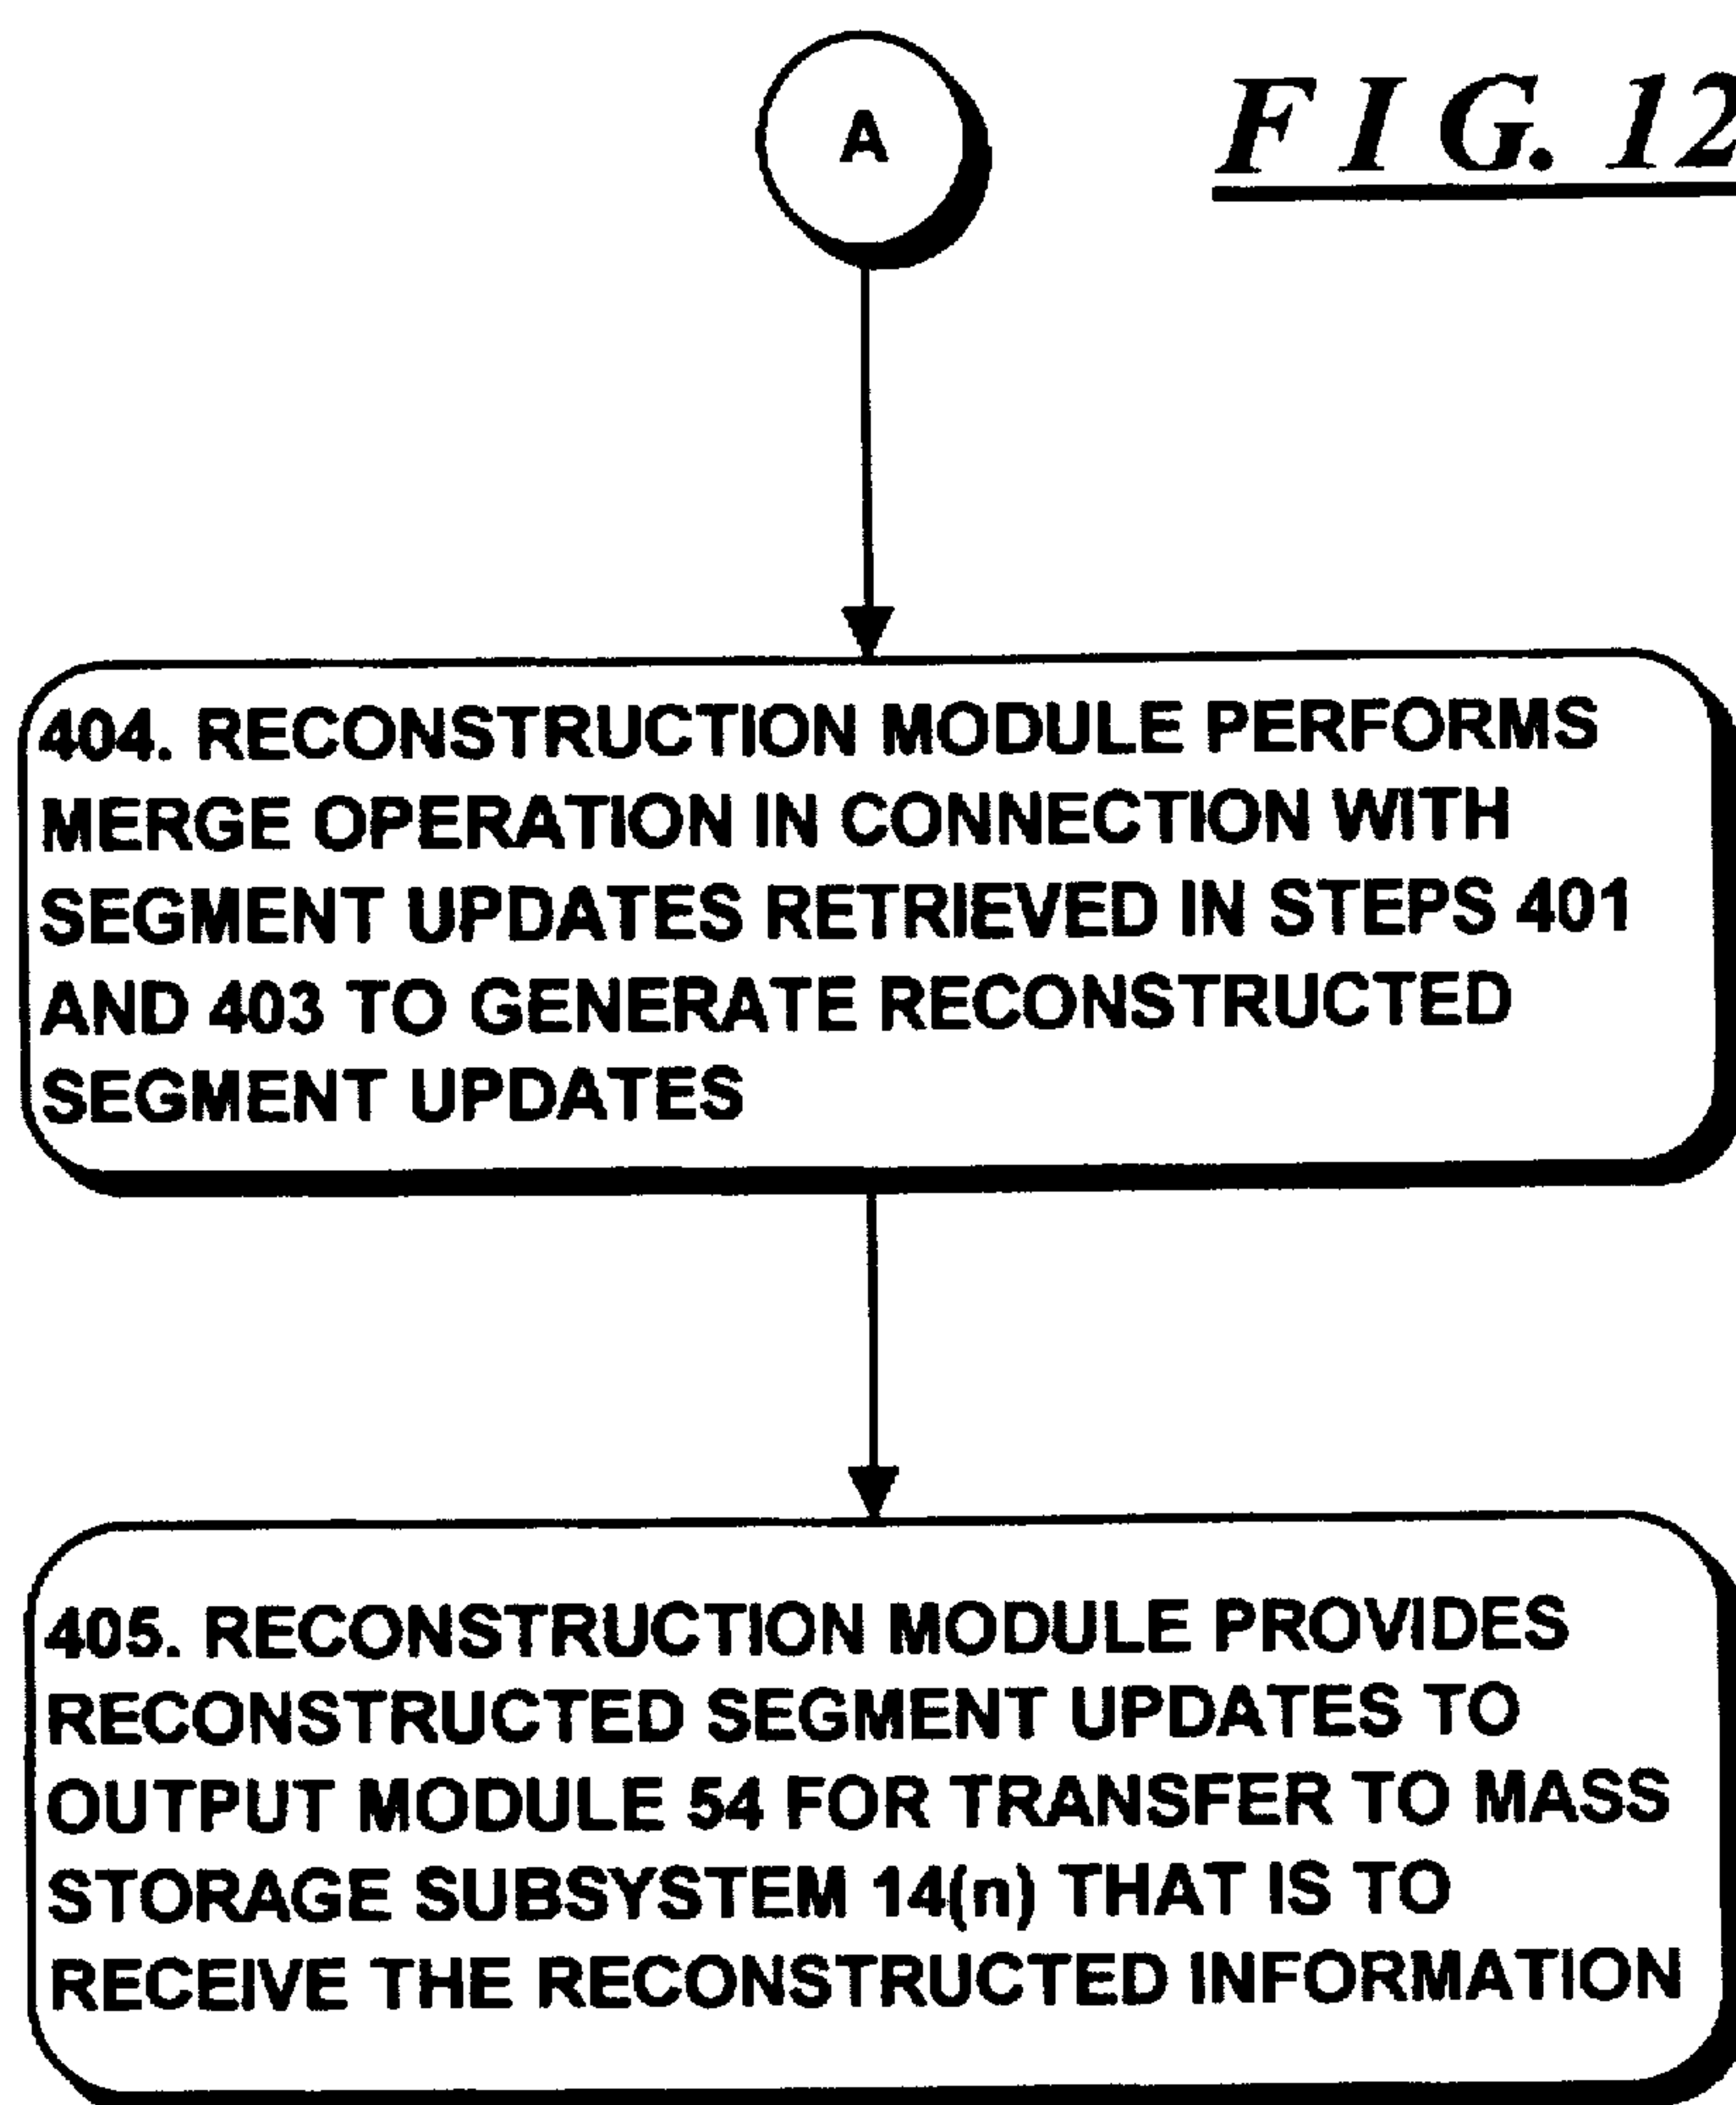 A
FIG. 12
404. RECONSTRUCTION MODULE PERFORMS
MERGE OPERATION IN CONNECTION WITH
SEGMENT UPDATES RETRIEVED IN STEPS 401
AND 403 TO GENERATE RECONSTRUCTED
SEGMENT UPDATES
405. RECONSTRUCTION MODULE PROVIDES
RECONSTRUCTED SEGMENT UPDATES TO
OUTPUT MODULE 54 FOR TRANSFER TO MASS
STORAGE SUBSYSTEM 14(n) THAT IS TO
RECEIVE THE RECONSTRUCTED INFORMATION